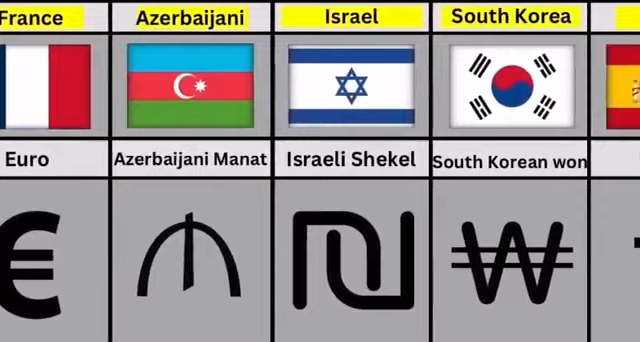 France
Azerbaijani
Israel
South Korea
Euro
Azerbaijani Manat
Israeli Shekel
South Korean won
€
₼
₪
₩